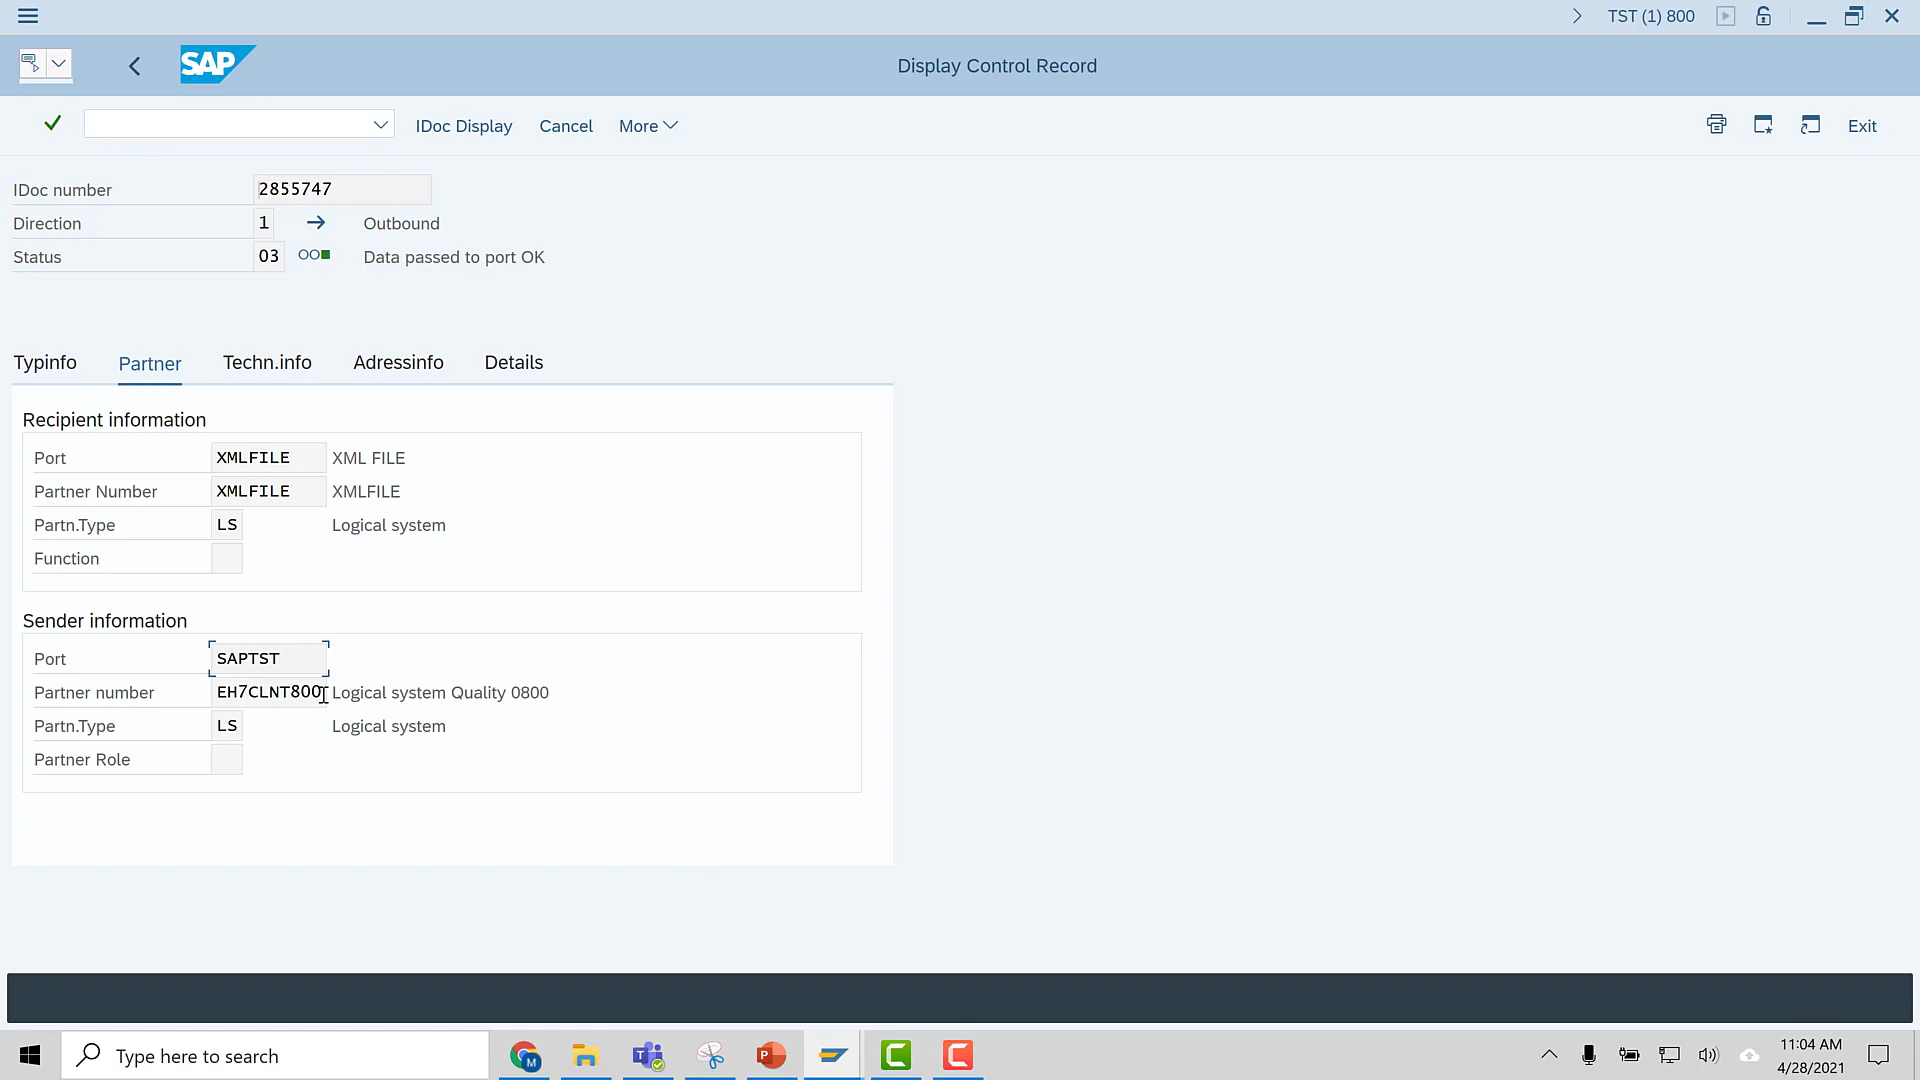 TST (1) 800
SAP
Display Control Record
IDoc Display Cancel More Exit
IDoc number 2855747
Direction 1 Outbound
Status 03 Data passed to port OK
Typinfo Partner Techn.info Adressinfo Details
Recipient information
Port XMLFILE XML FILE
Partner Number XMLFILE XMLFILE
Partn.Type LS Logical system
Function
Sender information
Port SAPTST
Partner number EH7CLNT800 Logical system Quality 0800
Partn.Type LS Logical system
Partner Role
Type here to search
11:04 AM
4/28/2021